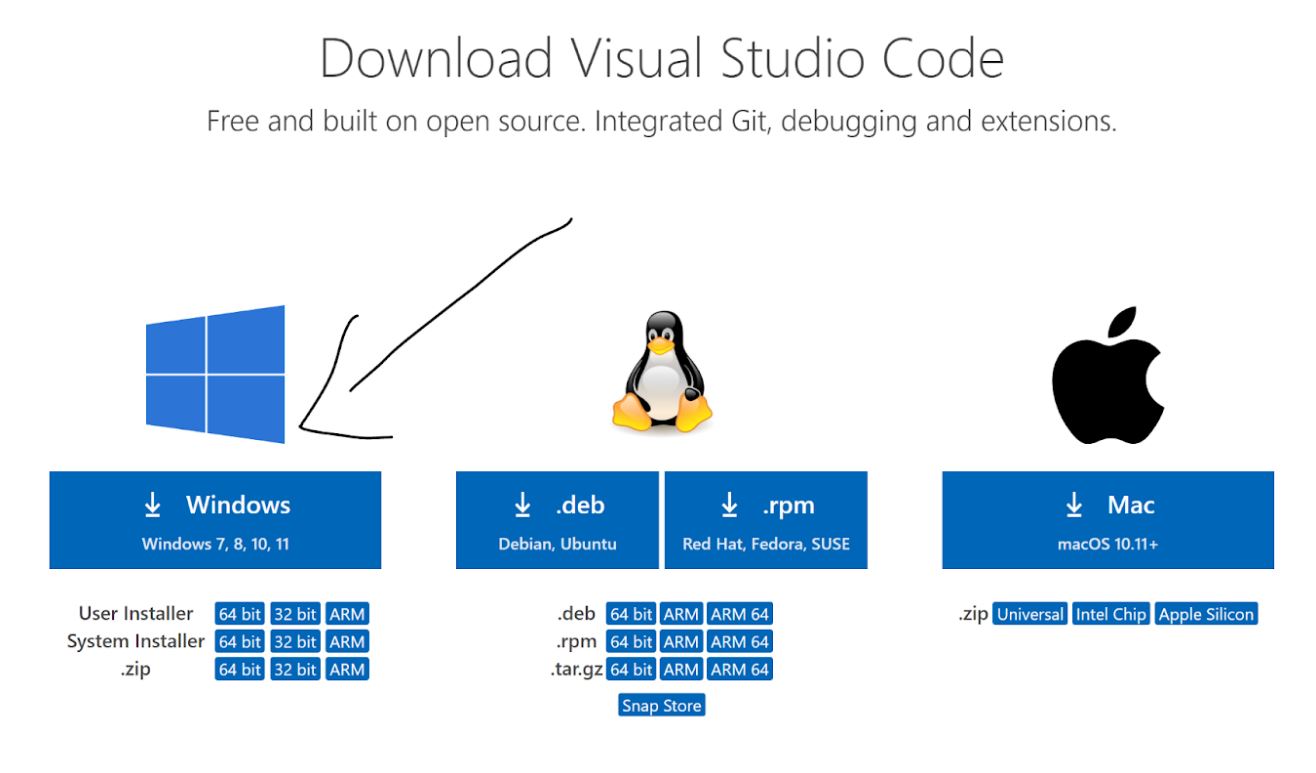 Download Visual Studio Code
Free and built on open source. Integrated Git, debugging and extensions.
Windows
Windows 7, 8, 10, 11
User Installer 64 bit 32 bit ARM
System Installer 64 bit 32 bit ARM
.zip 64 bit 32 bit ARM
.deb
Debian, Ubuntu
.rpm
Red Hat, Fedora, SUSE
.deb 64 bit ARM ARM 64
.rpm 64 bit ARM ARM 64
.tar.gz 64 bit ARM ARM 64
Snap Store
Mac
macOS 10.11+
.zip Universal Intel Chip Apple Silicon